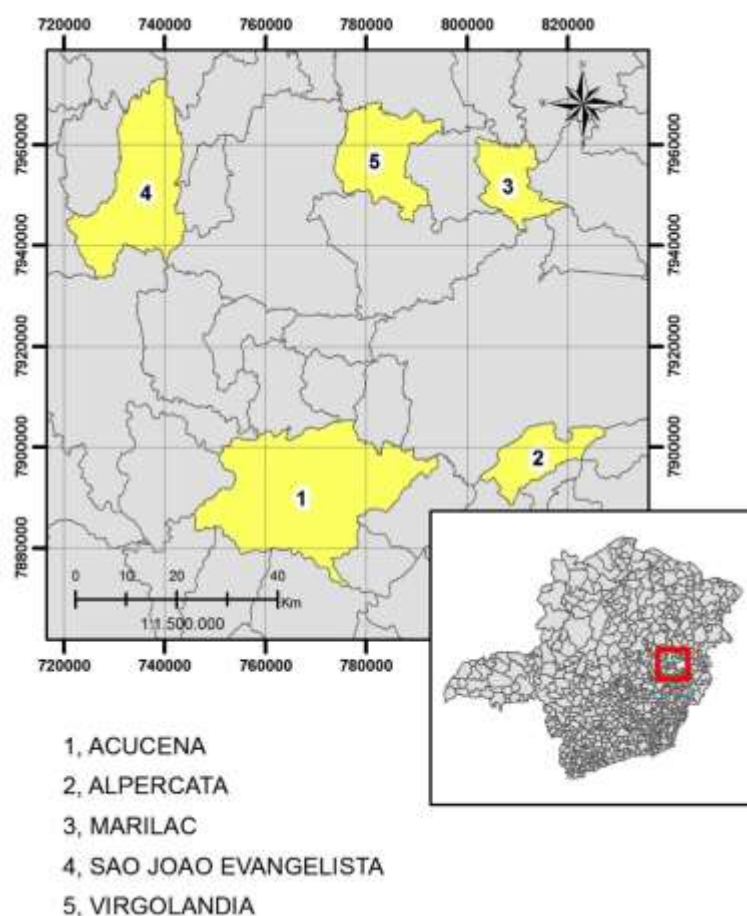 720000 740000 760000 780000 800000 820000
7960000 7960000
7940000 7940000
7920000 7920000
7900000 7900000
7880000 7880000
5
4
3
2
1
0 10 20 40
Km
1:1.500.000
720000 740000 760000 780000
1, ACUCENA
2, ALPERCATA
3, MARILAC
4, SAO JOAO EVANGELISTA
5, VIRGOLANDIA